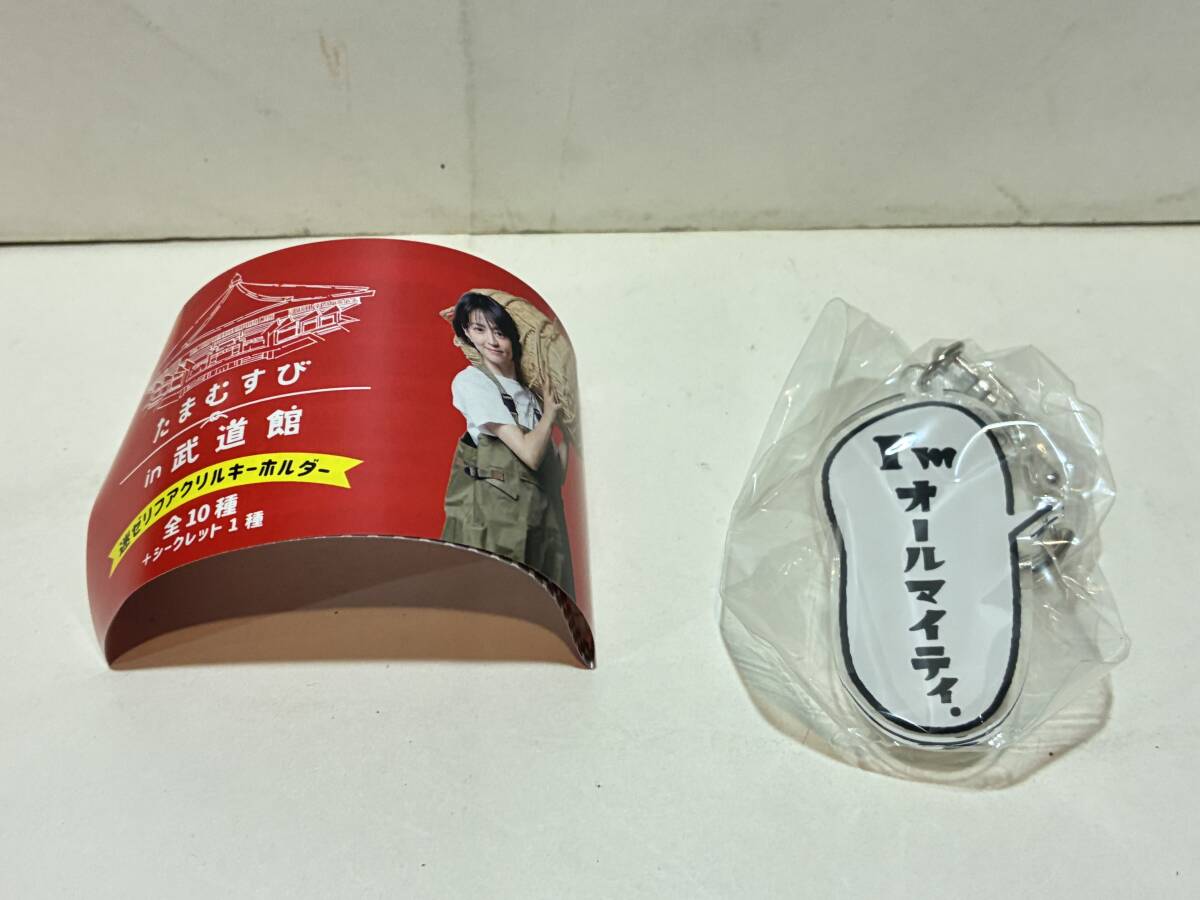 たまむすび
in 武道館
迷ゼリフアクリルキーホルダー
全10種
+シークレット1種
I'm
オールマイティ.